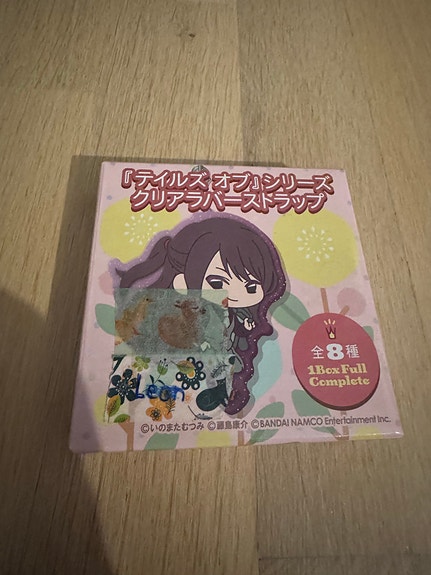 『テイルズ オブ』シリーズ
クリアラバーストラップ
全8種
1Box Full
Complete
Leon
©いのまたむつみ ©藤島康介 ©BANDAI NAMCO Entertainment Inc.